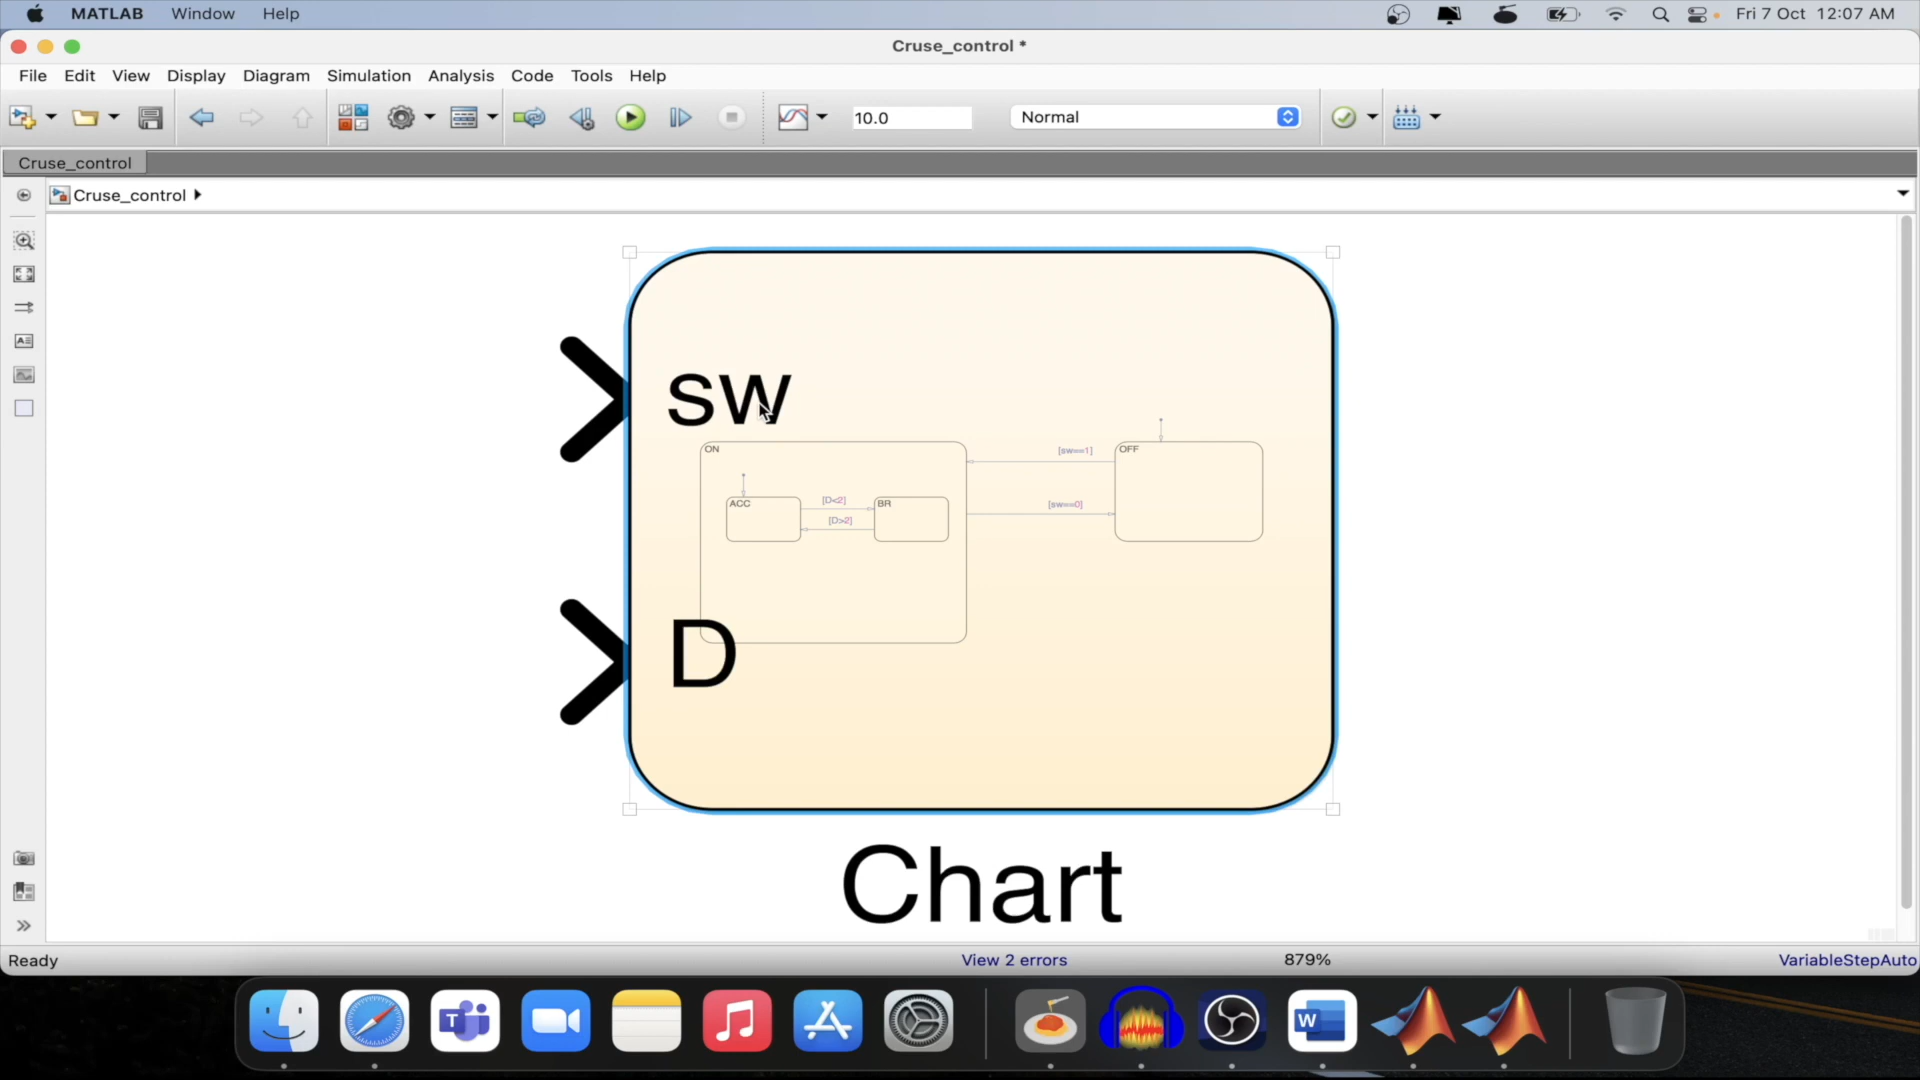 MATLAB Window Help Fri 7 Oct 12:07 AM
Cruse_control *
File Edit View Display Diagram Simulation Analysis Code Tools Help
10.0 Normal
Cruse_control
Cruse_control
sw
ON [sw==1] OFF
ACC [D<2] BR [sw==0]
[D>2]
D
Chart
Ready View 2 errors 879% VariableStepAuto